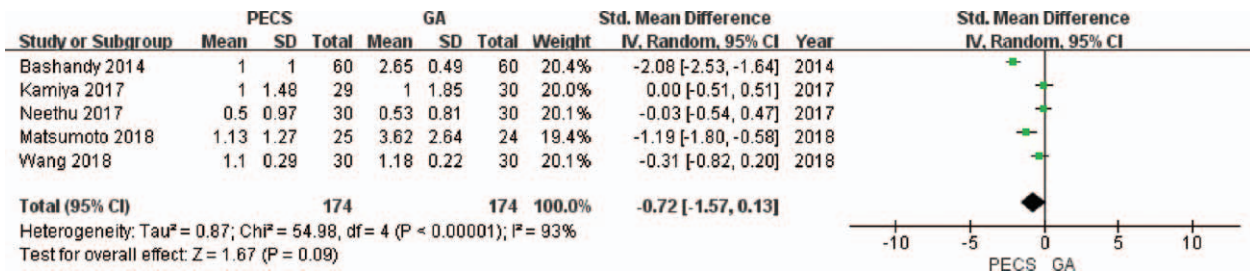 PECS GA Std. Mean Difference Std. Mean Difference
Study or Subgroup Mean SD Total Mean SD Total Weight IV, Random, 95% CI Year IV, Random, 95% CI
Bashandy 2014 1 1 60 2.65 0.49 60 20.4% -2.08 [-2.53, -1.64] 2014
Kamiya 2017 1 1.48 29 1 1.85 30 20.0% 0.00 [-0.51, 0.51] 2017
Neethu 2017 0.5 0.97 30 0.53 0.81 30 20.1% -0.03 [-0.54, 0.47] 2017
Matsumoto 2018 1.13 1.27 25 3.62 2.64 24 19.4% -1.19 [-1.80, -0.58] 2018
Wang 2018 1.1 0.29 30 1.18 0.22 30 20.1% -0.31 [-0.82, 0.20] 2018
Total (95% CI) 174 174 100.0% -0.72 [-1.57, 0.13]
Heterogeneity: Tau² = 0.87; Chi² = 54.98, df = 4 (P < 0.00001); I² = 93%
Test for overall effect: Z = 1.67 (P = 0.09)
-10 -5 0 5 10
PECS GA